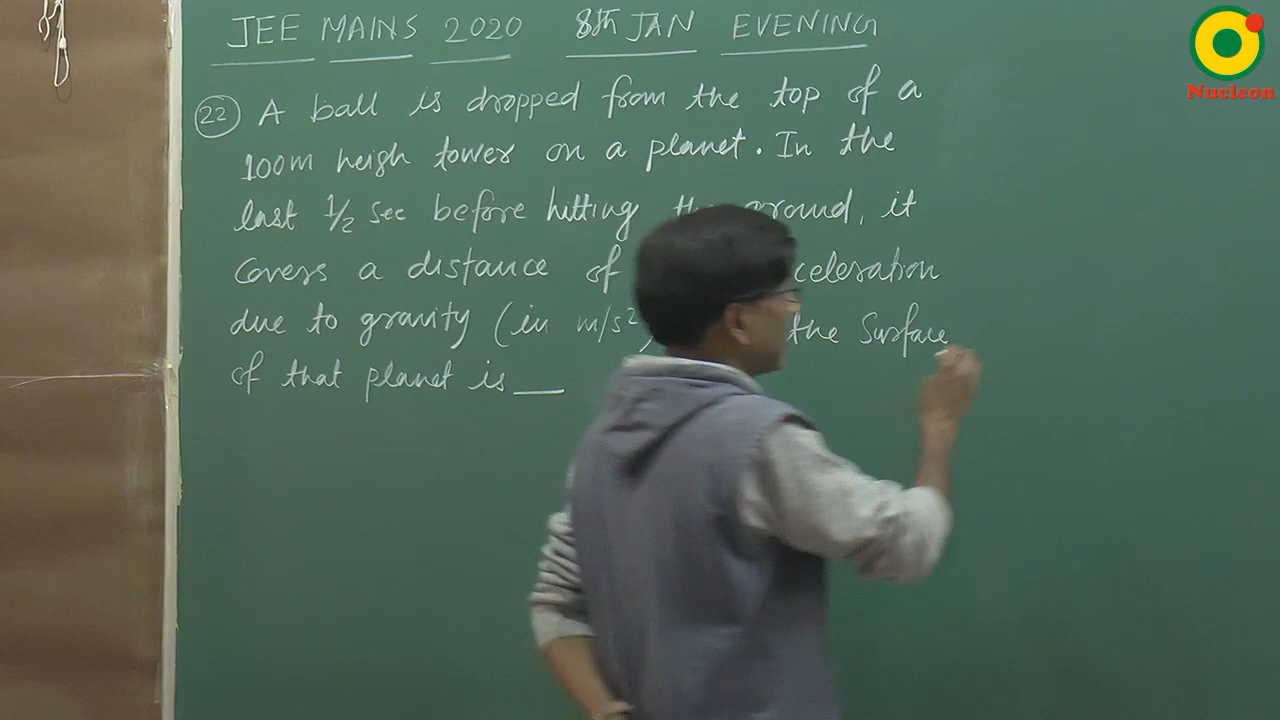 JEE MAINS 2020 8th JAN EVENING
22 A ball is dropped from the top of a
100m heigh tower on a planet. In the
last 1/2 sec before hitting ground, it
covers a distance of
due to gravity (in m/s²) the Surface
of that planet is __
Nucleon